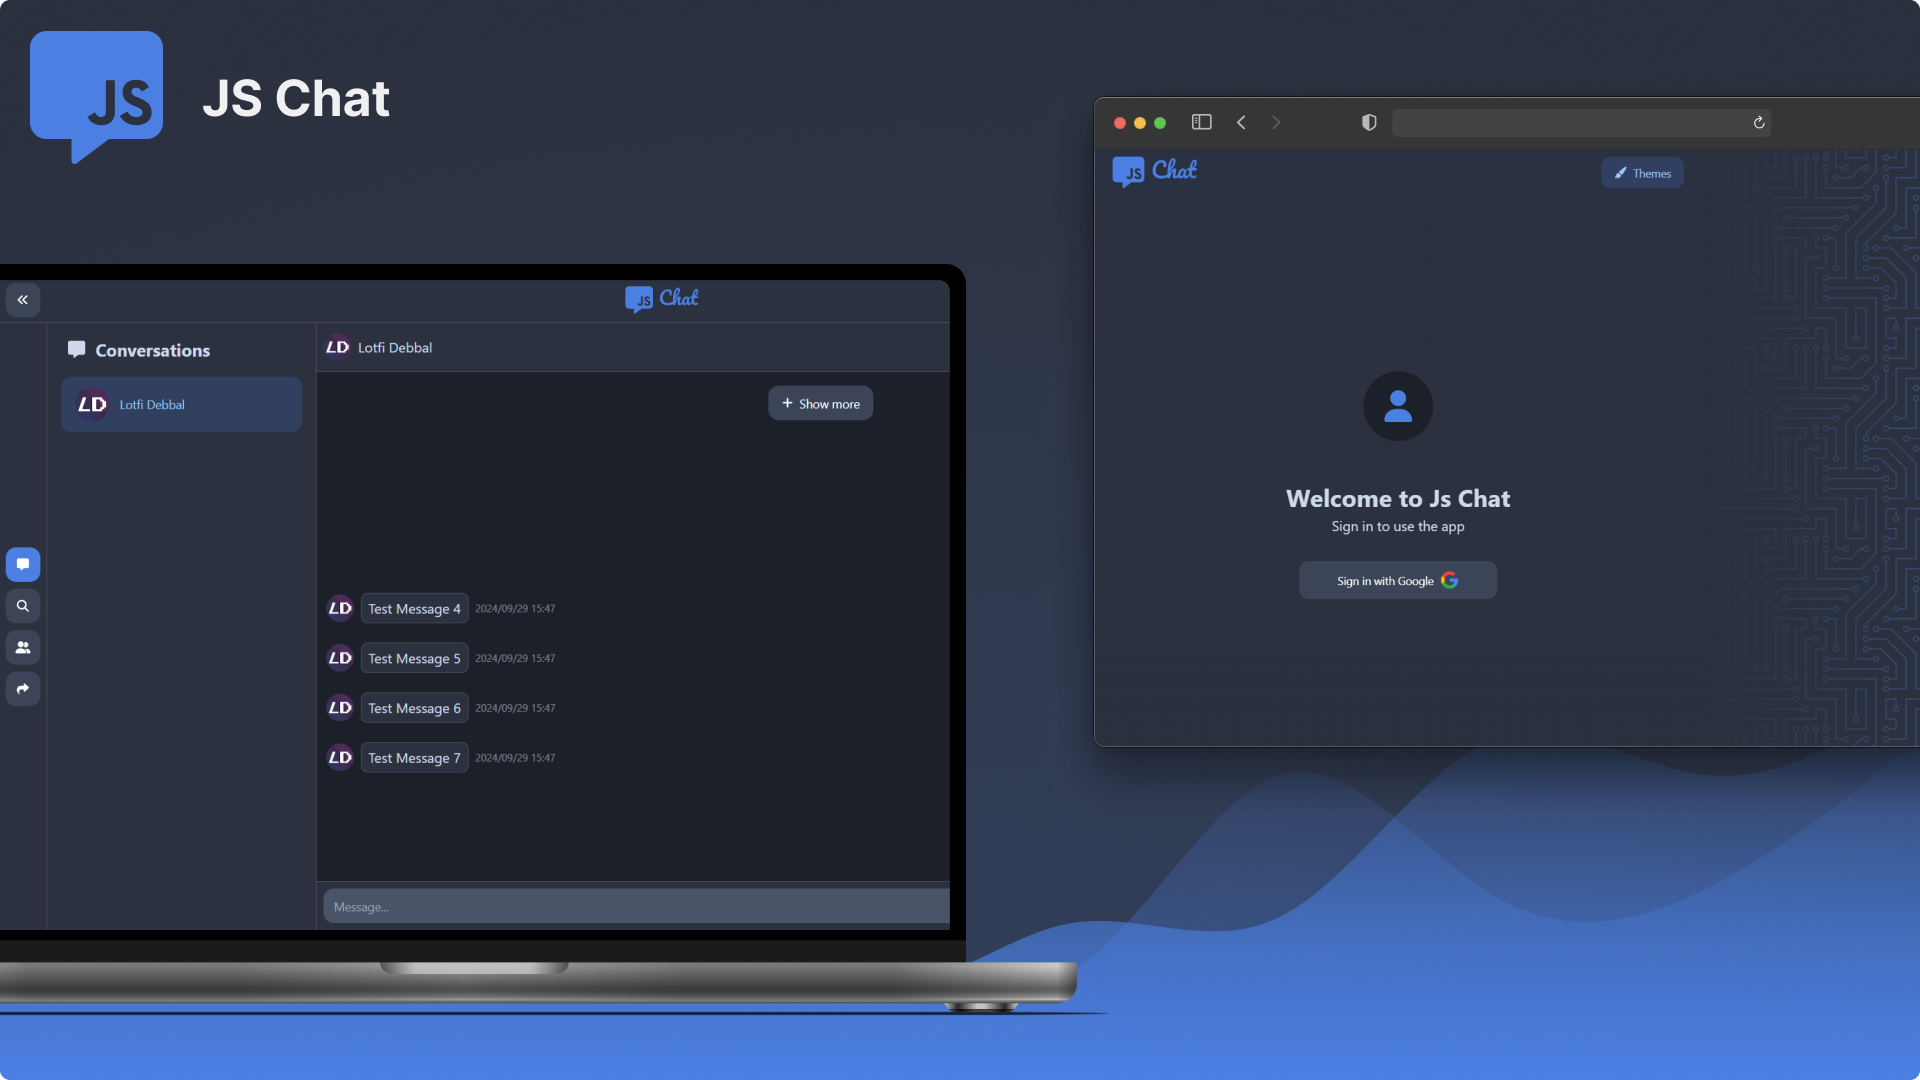 JS
JS Chat
JS Chat
Conversations
LD Lotfi Debbal
LD Lotfi Debbal
+ Show more
LD Test Message 4 2024/09/29 15:47
LD Test Message 5 2024/09/29 15:47
LD Test Message 6 2024/09/29 15:47
LD Test Message 7 2024/09/29 15:47
Message...
JS Chat
Themes
Welcome to Js Chat
Sign in to use the app
Sign in with Google G